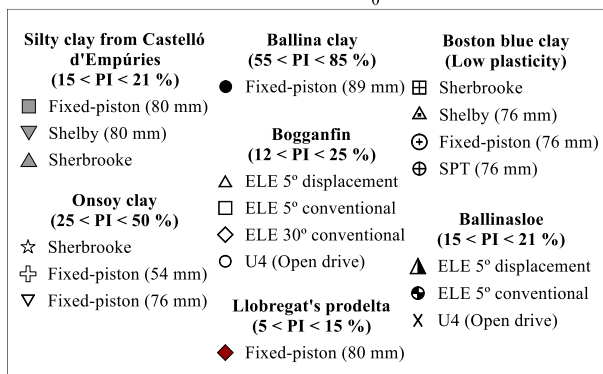 0
Silty clay from Castelló
d'Empúries
(15 < PI < 21 %)
Fixed-piston (80 mm)
Shelby (80 mm)
Sherbrooke
Onsoy clay
(25 < PI < 50 %)
Sherbrooke
Fixed-piston (54 mm)
Fixed-piston (76 mm)
Ballina clay
(55 < PI < 85 %)
Fixed-piston (89 mm)
Bogganfin
(12 < PI < 25 %)
ELE 5º displacement
ELE 5º conventional
ELE 30º conventional
U4 (Open drive)
Llobregat's prodelta
(5 < PI < 15 %)
Fixed-piston (80 mm)
Boston blue clay
(Low plasticity)
Sherbrooke
Shelby (76 mm)
Fixed-piston (76 mm)
SPT (76 mm)
Ballinasloe
(15 < PI < 21 %)
ELE 5º displacement
ELE 5º conventional
U4 (Open drive)